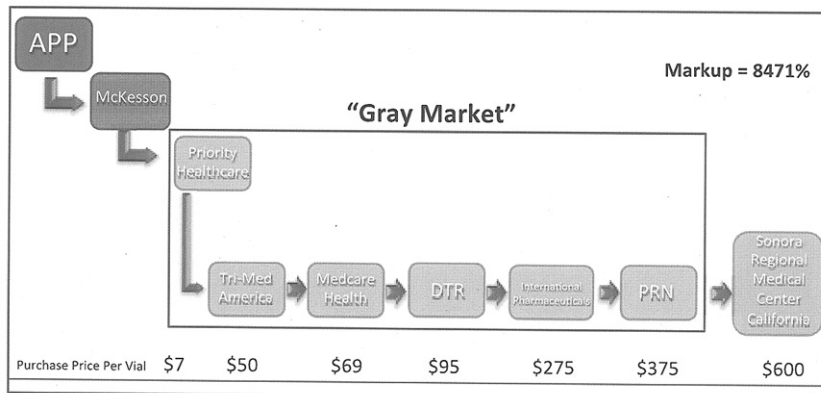 APP
Markup = 8471%
McKesson
“Gray Market”
Priority
Healthcare
Tri-Med
America
Medcare
Health
DTR
International
Pharmaceuticals
PRN
Sonora
Regional
Medical
Center
California
Purchase Price Per Vial $7 $50 $69 $95 $275 $375 $600